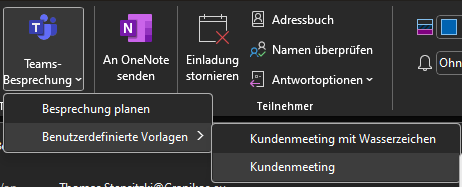 Teams-
Besprechung
An OneNote
senden
Einladung
stornieren
Adressbuch
Namen überprüfen
Antwortoptionen
Teilnehmer
Ohn
Besprechung planen
Benutzerdefinierte Vorlagen
Kundenmeeting mit Wasserzeichen
Kundenmeeting